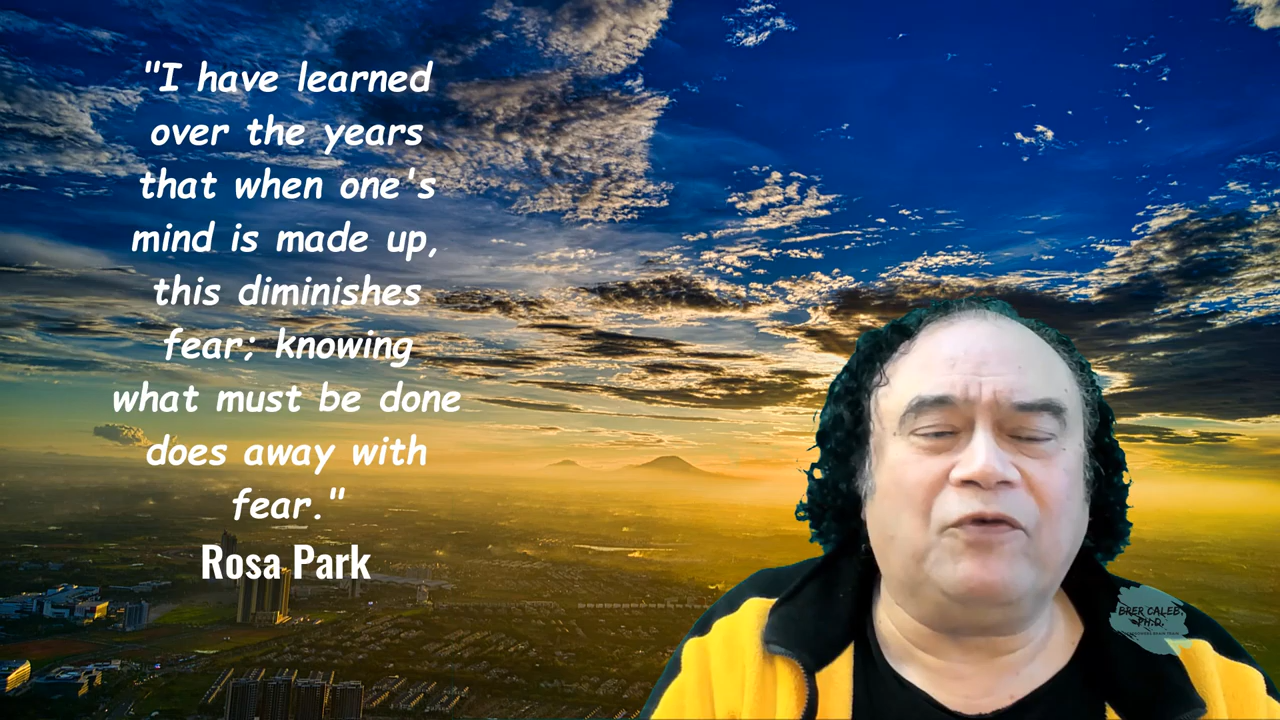 "I have learned
over the years
that when one's
mind is made up,
this diminishes
fear; knowing
what must be done
does away with
fear."
Rosa Park
BRER CALEB,
PH.D.